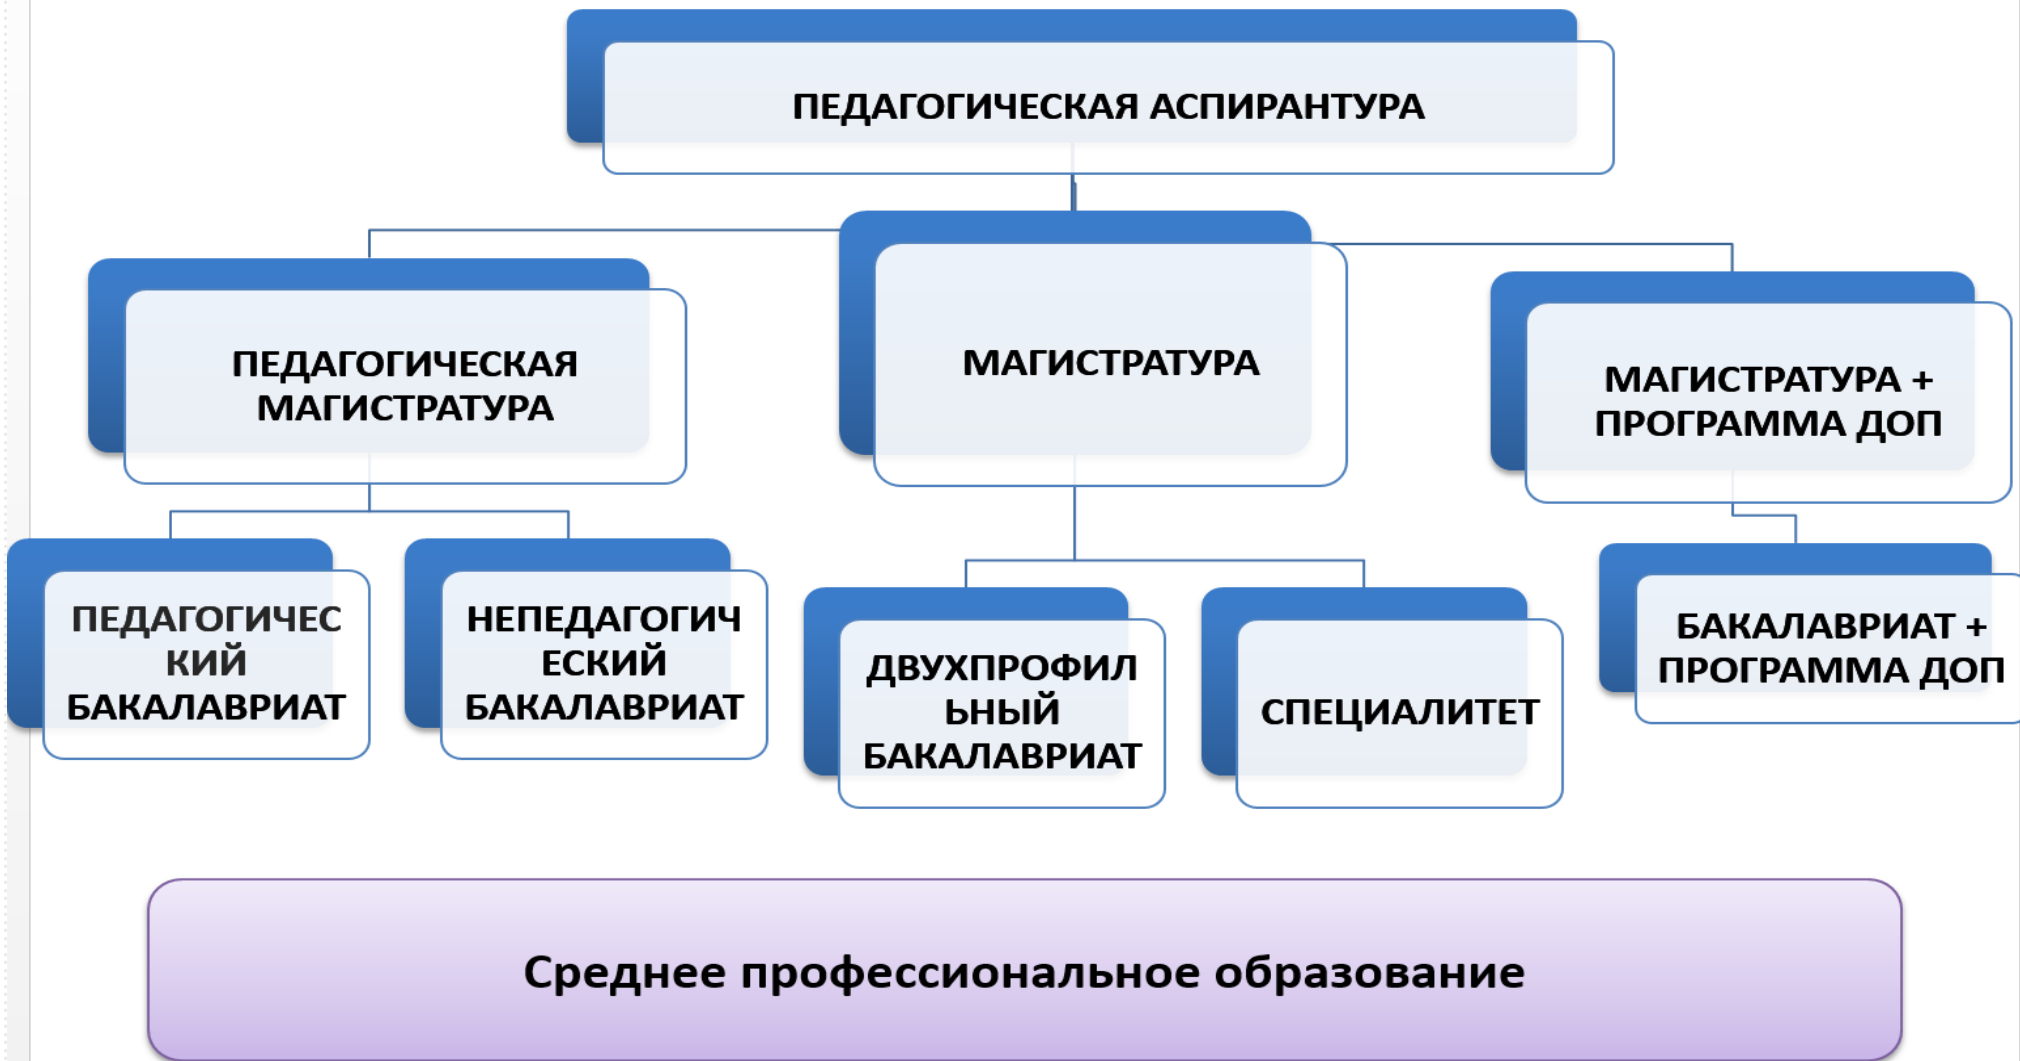 ПЕДАГОГИЧЕСКАЯ АСПИРАНТУРА
ПЕДАГОГИЧЕСКАЯ
МАГИСТРАТУРА
МАГИСТРАТУРА
МАГИСТРАТУРА +
ПРОГРАММА ДОП
ПЕДАГОГИЧЕС
КИЙ
БАКАЛАВРИАТ
НЕПЕДАГОГИЧ
ЕСКИЙ
БАКАЛАВРИАТ
ДВУХПРОФИЛ
ЬНЫЙ
БАКАЛАВРИАТ
СПЕЦИАЛИТЕТ
БАКАЛАВРИАТ +
ПРОГРАММА ДОП
Среднее профессиональное образование